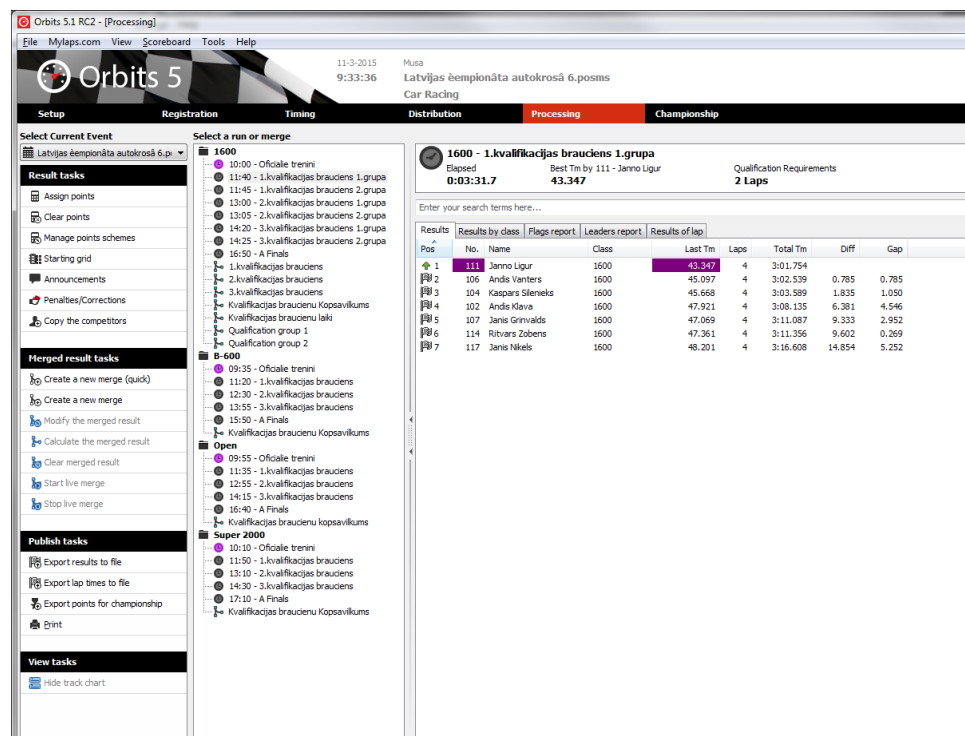 Orbits 5.1 RC2 - [Processing]
File Mylaps.com View Scoreboard Tools Help
Orbits 5
11-3-2015
9:33:36
Musa
Latvijas èempionâta autokrosâ 6.posms
Car Racing
Setup Registration Timing Distribution Processing Championship
Select Current Event
Latvijas èempionâta autokrosâ 6.po
Result tasks
Assign points
Clear points
Manage points schemes
Starting grid
Announcements
Penalties/Corrections
Copy the competitors
Merged result tasks
Create a new merge (quick)
Create a new merge
Modify the merged result
Calculate the merged result
Clear merged result
Start live merge
Stop live merge
Publish tasks
Export results to file
Export lap times to file
Export points for championship
Print
View tasks
Hide track chart
Select a run or merge
1600
10:00 - Oficialie trenini
11:40 - 1.kvalifikacijas brauciens 1.grupa
11:45 - 1.kvalifikacijas brauciens 2.grupa
13:00 - 2.kvalifikacijas brauciens 1.grupa
13:05 - 2.kvalifikacijas brauciens 2.grupa
14:20 - 3.kvalifikacijas brauciens 1.grupa
14:25 - 3.kvalifikacijas brauciens 2.grupa
16:50 - A Finals
1.kvalifikacijas brauciens
2.kvalifikacijas brauciens
3.kvalifikacijas brauciens
Kvalifikacijas braucienu Kopsavilkums
Kvalifikacijas braucienu laiki
Qualification group 1
Qualification group 2
B-600
09:35 - Oficialie trenini
11:20 - 1.kvalifikacijas brauciens
12:30 - 2.kvalifikacijas brauciens
13:55 - 3.kvalifikacijas brauciens
15:50 - A Finals
Kvalifikacijas braucienu Kopsavilkums
Open
09:55 - Oficialie trenini
11:35 - 1.kvalifikacijas brauciens
12:55 - 2.kvalifikacijas brauciens
14:15 - 3.kvalifikacijas brauciens
16:40 - A Finals
Kvalifikacijas braucienu kopsavilkums
Super 2000
10:10 - Oficialie trenini
11:50 - 1.kvalifikacijas brauciens
13:10 - 2.kvalifikacijas brauciens
14:30 - 3.kvalifikacijas brauciens
17:10 - A Finals
Kvalifikacijas braucienu Kopsavilkums
1600 - 1.kvalifikacijas brauciens 1.grupa
Elapsed Best Tm by 111 - Janno Ligur Qualification Requirements
0:03:31.7 43.347 2 Laps
Enter your search terms here...
Results Results by class Flags report Leaders report Results of lap
Pos No. Name Class Last Tm Laps Total Tm Diff Gap
1 111 Janno Ligur 1600 43.347 4 3:01.754
2 106 Andis Vanters 1600 45.097 4 3:02.539 0.785 0.785
3 104 Kaspars Silenieks 1600 45.668 4 3:03.589 1.835 1.050
4 102 Andis Klava 1600 47.921 4 3:08.135 6.381 4.546
5 107 Janis Grinvalds 1600 47.069 4 3:11.087 9.333 2.952
6 114 Ritvars Zobens 1600 47.361 4 3:11.356 9.602 0.269
7 117 Janis Nikels 1600 48.201 4 3:16.608 14.854 5.252